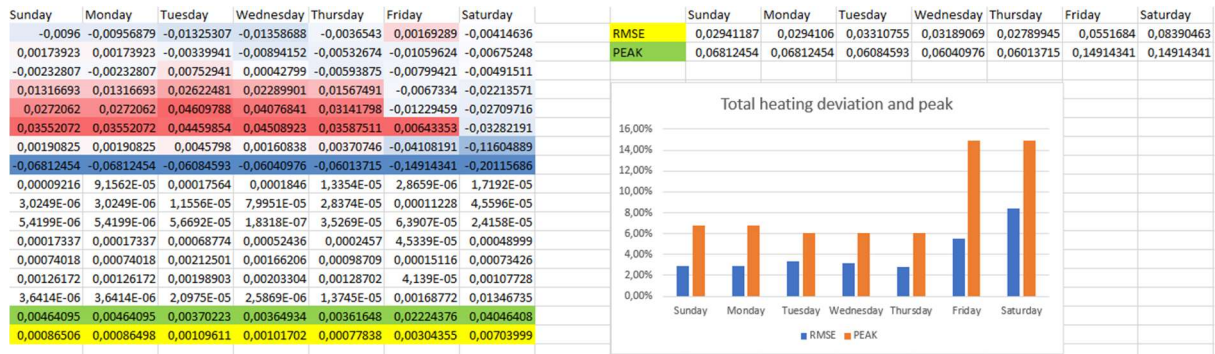 Sunday Monday Tuesday Wednesday Thursday Friday Saturday
-0,0096 -0,00956879 -0,01325307 -0,01358688 -0,0036543 0,00169289 -0,00414636
0,00173923 0,00173923 -0,00339941 -0,00894152 -0,00532674 -0,01059624 -0,00675248
-0,00232807 -0,00232807 0,00752941 0,00042799 -0,00593875 -0,00799421 -0,00491511
0,01316693 0,01316693 0,02622481 0,02289901 0,01567491 -0,0067334 -0,02213571
0,0272062 0,0272062 0,04609788 0,04076841 0,03141798 -0,01229459 -0,02709716
0,03552072 0,03552072 0,04459854 0,04508923 0,03587511 0,00643353 -0,03282191
0,00190825 0,00190825 0,0045798 0,00160838 0,00370746 -0,04108191 -0,11604889
-0,06812454 -0,06812454 -0,06084593 -0,06040976 -0,06013715 -0,14914341 -0,20115686
0,00009216 9,1562E-05 0,00017564 0,0001846 1,3354E-05 2,8659E-06 1,7192E-05
3,0249E-06 3,0249E-06 1,1556E-05 7,9951E-05 2,8374E-05 0,00011228 4,5596E-05
5,4199E-06 5,4199E-06 5,6692E-05 1,8318E-07 3,5269E-05 6,3907E-05 2,4158E-05
0,00017337 0,00017337 0,00068774 0,00052436 0,0002457 4,5339E-05 0,00048999
0,00074018 0,00074018 0,00212501 0,00166206 0,00098709 0,00015116 0,00073426
0,00126172 0,00126172 0,00198903 0,00203304 0,00128702 4,139E-05 0,00107728
3,6414E-06 3,6414E-06 2,0975E-05 2,5869E-06 1,3745E-05 0,00168772 0,01346735
0,00464095 0,00464095 0,00370223 0,00364934 0,00361648 0,02224376 0,04046408
0,00086506 0,00086498 0,00109611 0,00101702 0,00077838 0,00304355 0,00703999
Sunday Monday Tuesday Wednesday Thursday Friday Saturday
RMSE 0,02941187 0,0294106 0,03310755 0,03189069 0,02789945 0,0551684 0,08390463
PEAK 0,06812454 0,06812454 0,06084593 0,06040976 0,06013715 0,14914341 0,14914341
Total heating deviation and peak
16,00%
14,00%
12,00%
10,00%
8,00%
6,00%
4,00%
2,00%
0,00%
Sunday Monday Tuesday Wednesday Thursday Friday Saturday
RMSE PEAK